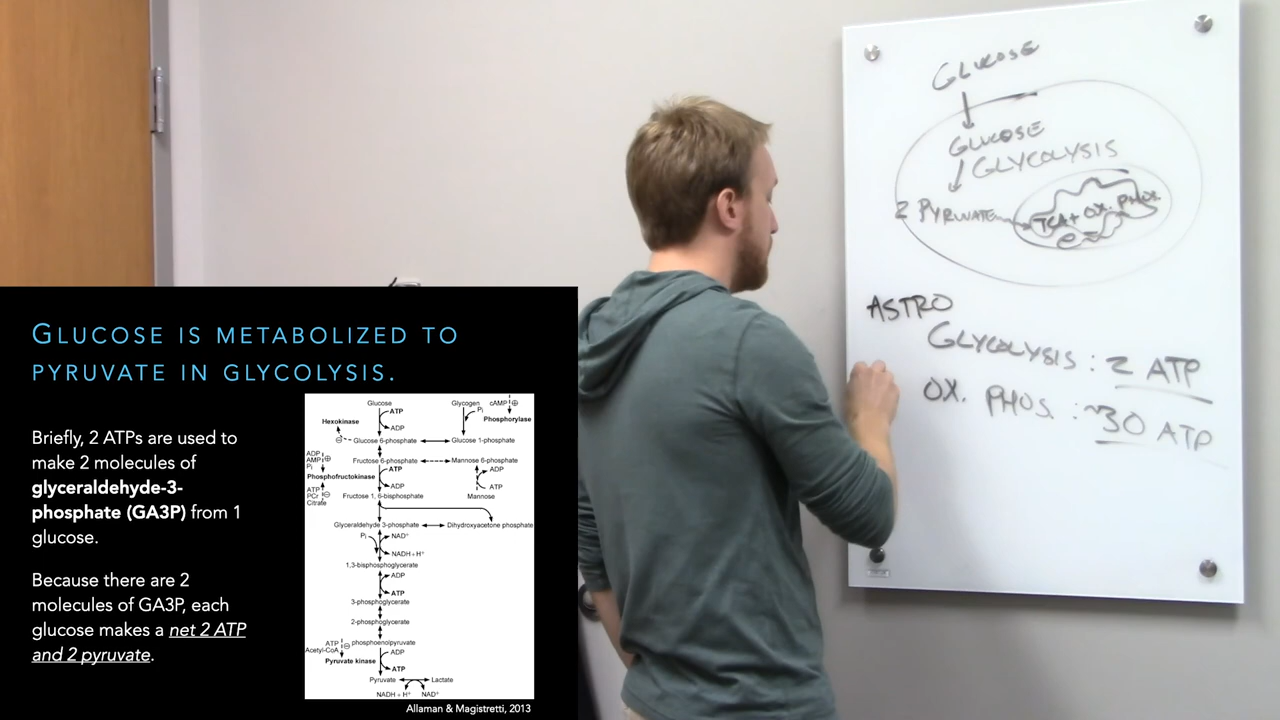 GLUCOSE IS METABOLIZED TO
PYRUVATE IN GLYCOLYSIS.
Briefly, 2 ATPs are used to
make 2 molecules of
glyceraldehyde-3-
phosphate (GA3P) from 1
glucose.
Because there are 2
molecules of GA3P, each
glucose makes a net 2 ATP
and 2 pyruvate.
Glucose
ATP
ADP
Hexokinase
Glucose 6-phosphate
Glycogen
Pi
cAMP
Phosphorylase
Glucose 1-phosphate
ADP
AMP
Pi
Phosphofructokinase
ATP
PCr
Citrate
Fructose 6-phosphate
Mannose 6-phosphate
ATP
ADP
ADP
ATP
Fructose 1, 6-bisphosphate
Mannose
Glyceraldehyde 3-phosphate
Dihydroxyacetone phosphate
Pi
NAD+
NADH + H+
1,3-bisphosphoglycerate
ADP
ATP
3-phosphoglycerate
2-phosphoglycerate
phosphoenolpyruvate
ATP
Acetyl-CoA
Pyruvate kinase
ADP
ATP
Pyruvate
Lactate
NADH + H+
NAD+
Allaman & Magistretti, 2013
GLUCOSE
GLUCOSE
GLYCOLYSIS
2 PYRUVATE
TCA + OX. PHOX.
ASTRO
GLYCOLYSIS : 2 ATP
OX. PHOS. : ~30 ATP